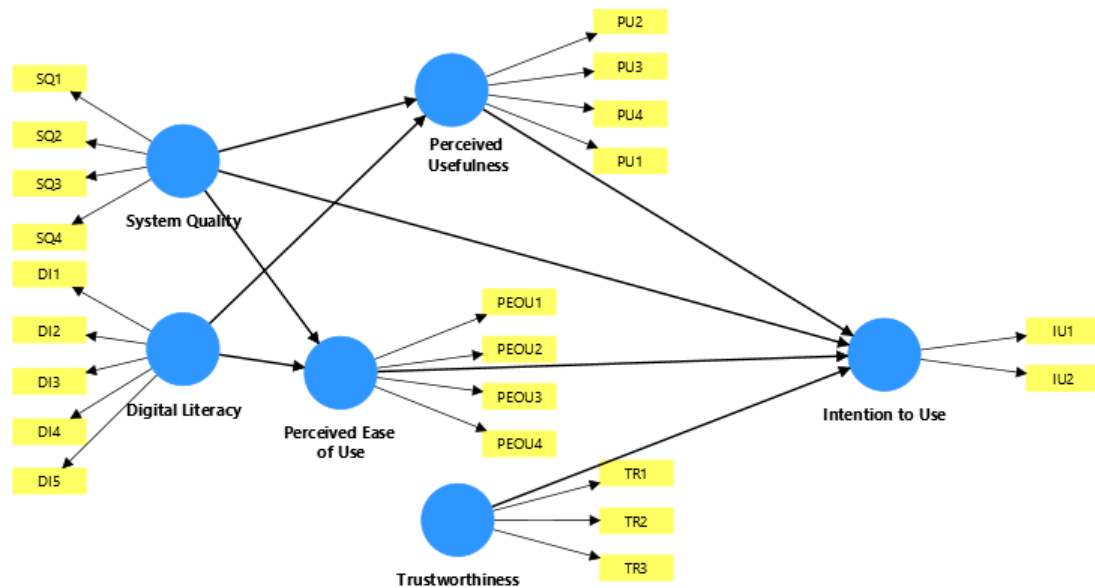 PU2
PU3
PU4
PU1
Perceived
Usefulness
SQ1
SQ2
SQ3
SQ4
System Quality
DI1
DI2
DI3
DI4
DI5
Digital Literacy
PEOU1
PEOU2
PEOU3
PEOU4
Perceived Ease
of Use
IU1
IU2
Intention to Use
TR1
TR2
TR3
Trustworthiness